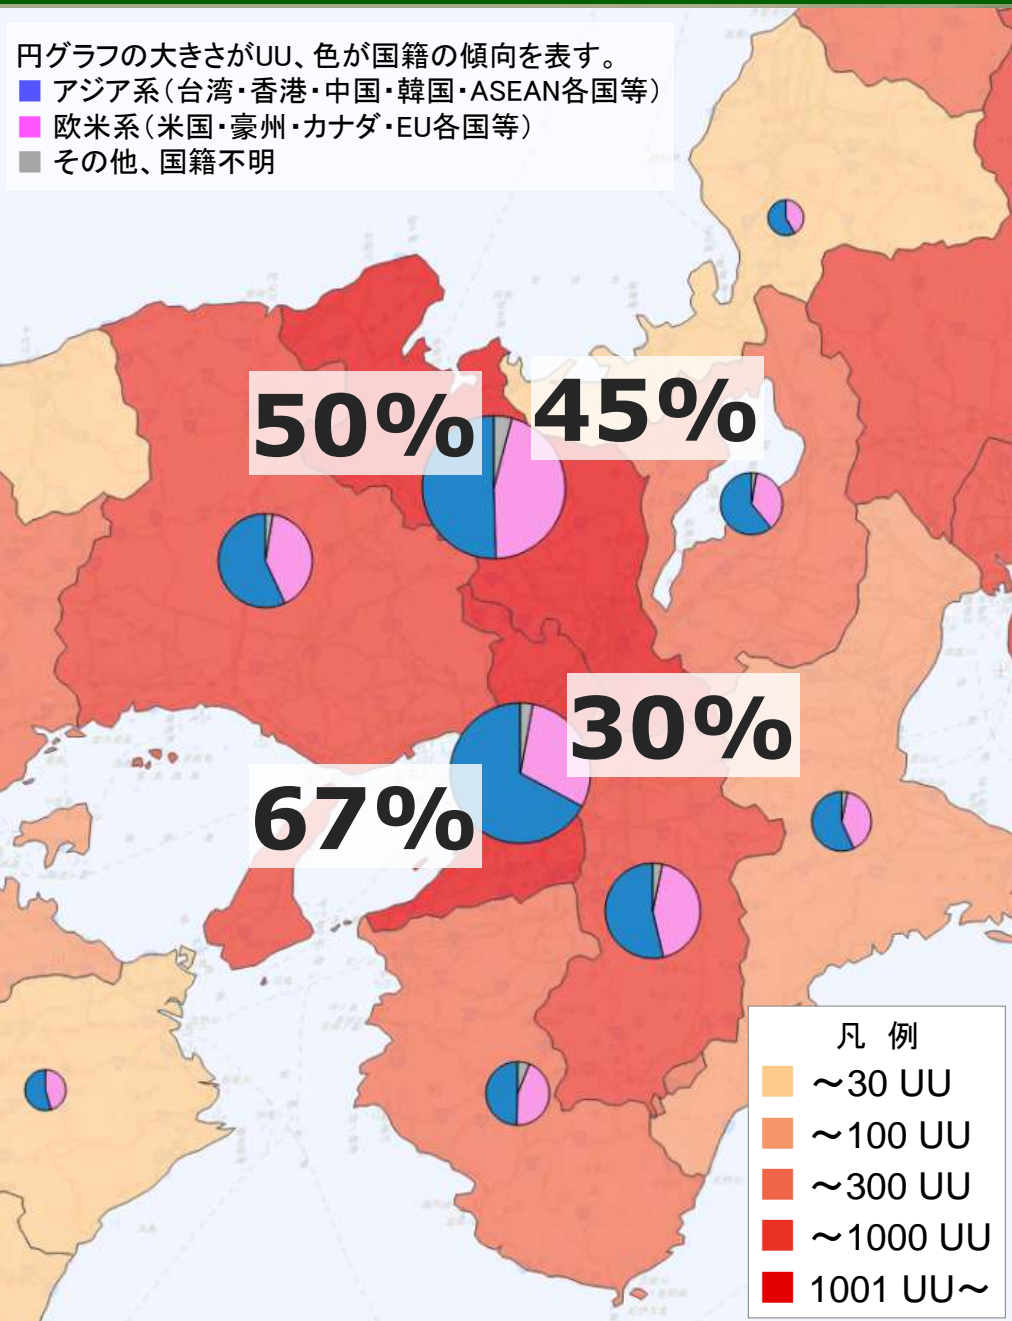 円グラフの大きさがUU、色が国籍の傾向を表す。
アジア系（台湾・香港・中国・韓国・ASEAN各国等）
欧米系（米国・豪州・カナダ・EU各国等）
その他、国籍不明
50%
45%
30%
67%
凡 例
～30 UU
～100 UU
～300 UU
～1000 UU
1001 UU～